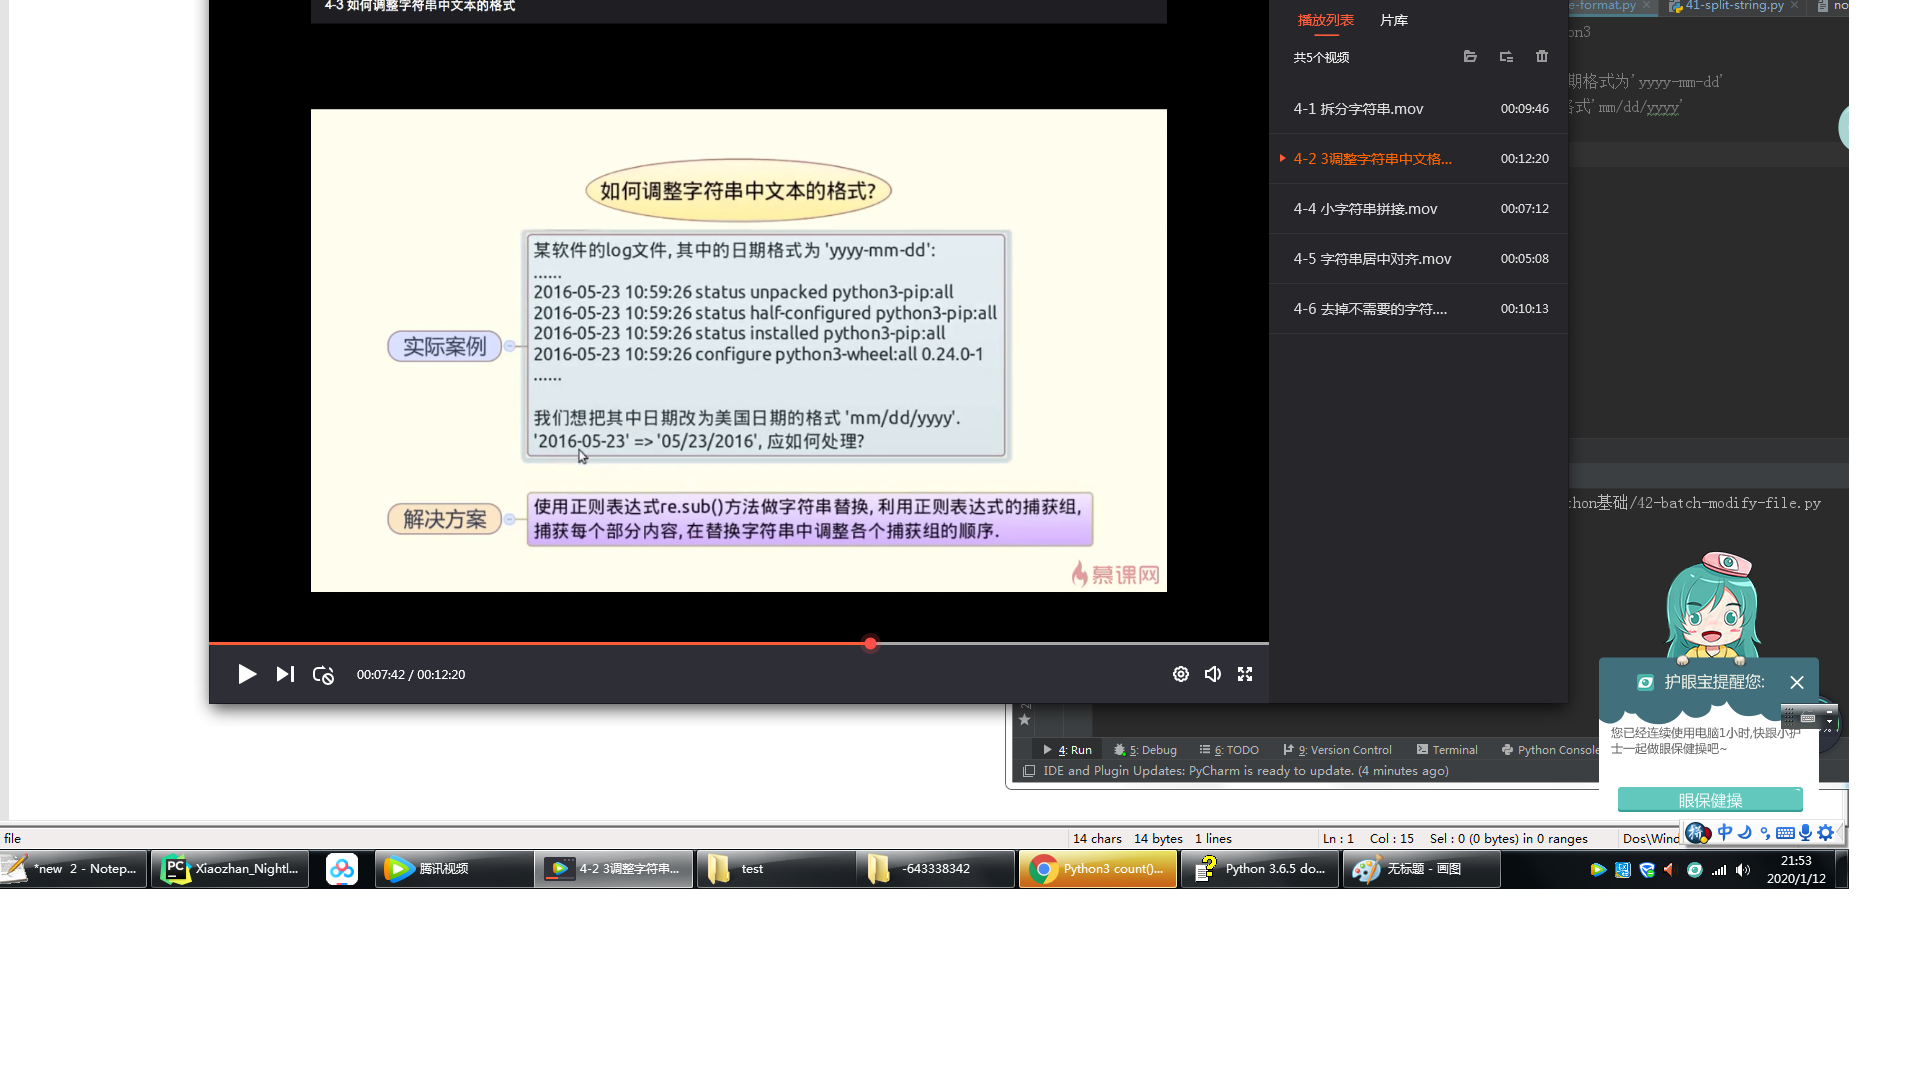 4-3 如何调整字符串中文本的格式
如何调整字符串中文本的格式?
某软件的log文件, 其中的日期格式为 'yyyy-mm-dd':
......
2016-05-23 10:59:26 status unpacked python3-pip:all
2016-05-23 10:59:26 status half-configured python3-pip:all
2016-05-23 10:59:26 status installed python3-pip:all
2016-05-23 10:59:26 configure python3-wheel:all 0.24.0-1
......
我们想把其中日期改为美国日期的格式 'mm/dd/yyyy'.
'2016-05-23' => '05/23/2016', 应如何处理?
实际案例
解决方案
使用正则表达式re.sub()方法做字符串替换, 利用正则表达式的捕获组,
捕获每个部分内容, 在替换字符串中调整各个捕获组的顺序.
慕课网
00:07:42 / 00:12:20
播放列表 片库
共5个视频
4-1 拆分字符串.mov 00:09:46
4-2 3调整字符串中文格... 00:12:20
4-4 小字符串拼接.mov 00:07:12
4-5 字符串居中对齐.mov 00:05:08
4-6 去掉不需要的字符.... 00:10:13
e-format.py 41-split-string.py no
on3
期格式为'yyyy-mm-dd'
式'mm/dd/yyyy'
thon基础/42-batch-modify-file.py
护眼宝提醒您:
您已经连续使用电脑1小时,快跟小护
士一起做眼保健操吧~
眼保健操
4: Run 5: Debug 6: TODO 9: Version Control Terminal Python Console
IDE and Plugin Updates: PyCharm is ready to update. (4 minutes ago)
拼 中
file 14 chars 14 bytes 1 lines Ln : 1 Col : 15 Sel : 0 (0 bytes) in 0 ranges Dos\Wind
*new 2 - Notep... PC Xiaozhan_Nightl... 腾讯视频 4-2 3调整字符串... test -643338342 Python3 count()... Python 3.6.5 do... 无标题 - 画图
21:53
2020/1/12